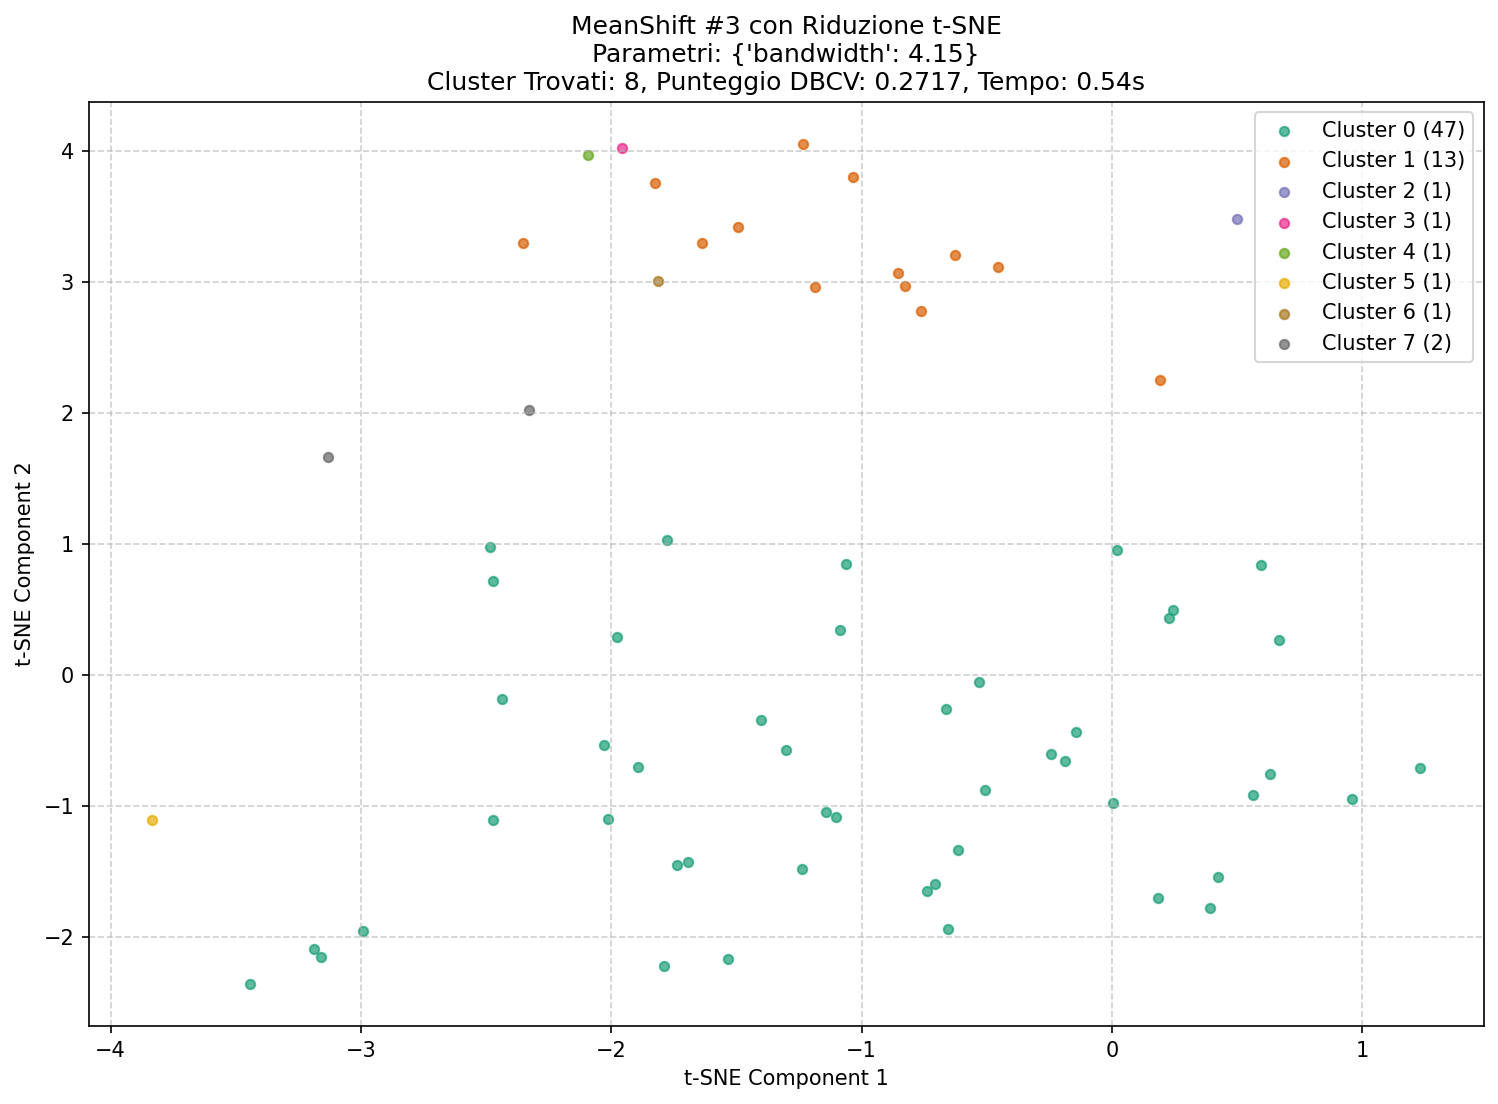 MeanShift #3 con Riduzione t-SNE
Parametri: {'bandwidth': 4.15}
Cluster Trovati: 8, Punteggio DBCV: 0.2717, Tempo: 0.54s
Cluster 0 (47)
Cluster 1 (13)
Cluster 2 (1)
Cluster 3 (1)
Cluster 4 (1)
Cluster 5 (1)
Cluster 6 (1)
Cluster 7 (2)
t-SNE Component 2
4
3
2
1
0
−1
−2
−4
−3
−2
−1
0
1
t-SNE Component 1